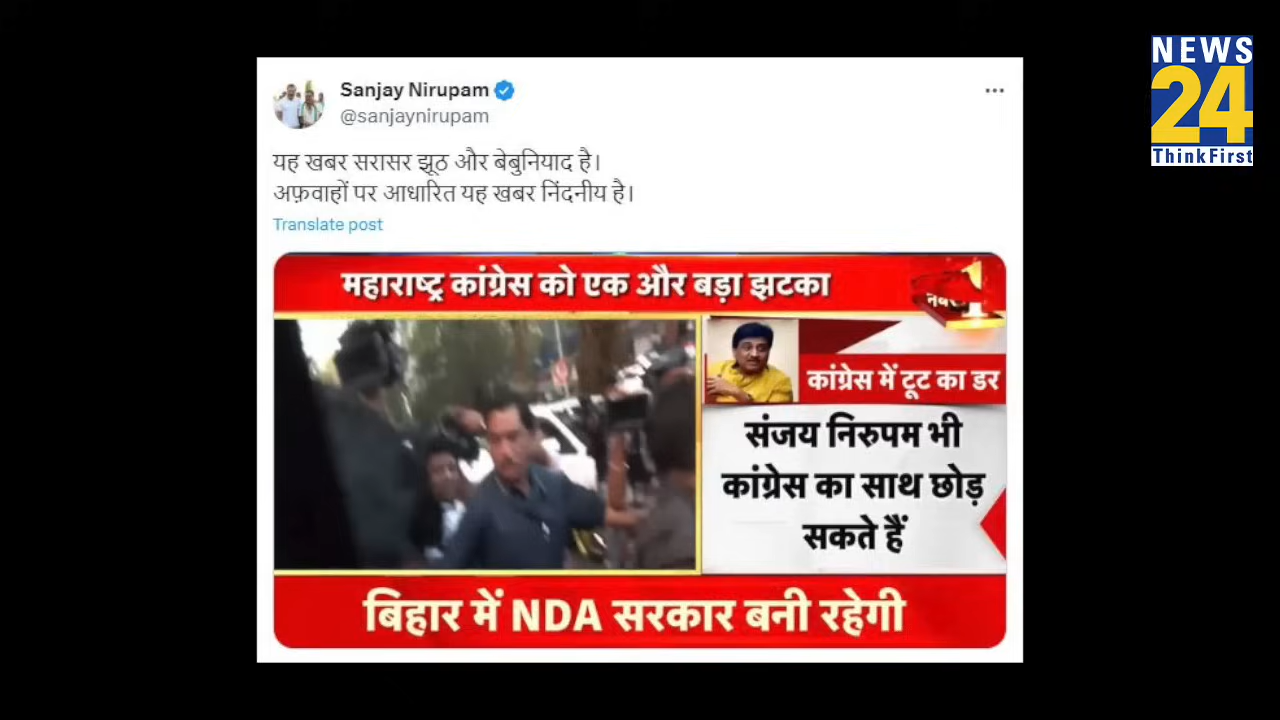 NEWS
24
ThinkFirst
Sanjay Nirupam
@sanjaynirupam
यह खबर सरासर झूठ और बेबुनियाद है।
अफ़वाहों पर आधारित यह खबर निंदनीय है।
Translate post
महाराष्ट्र कांग्रेस को एक और बड़ा झटका
कांग्रेस में टूट का डर
संजय निरुपम भी
कांग्रेस का साथ छोड़
सकते हैं
बिहार में NDA सरकार बनी रहेगी